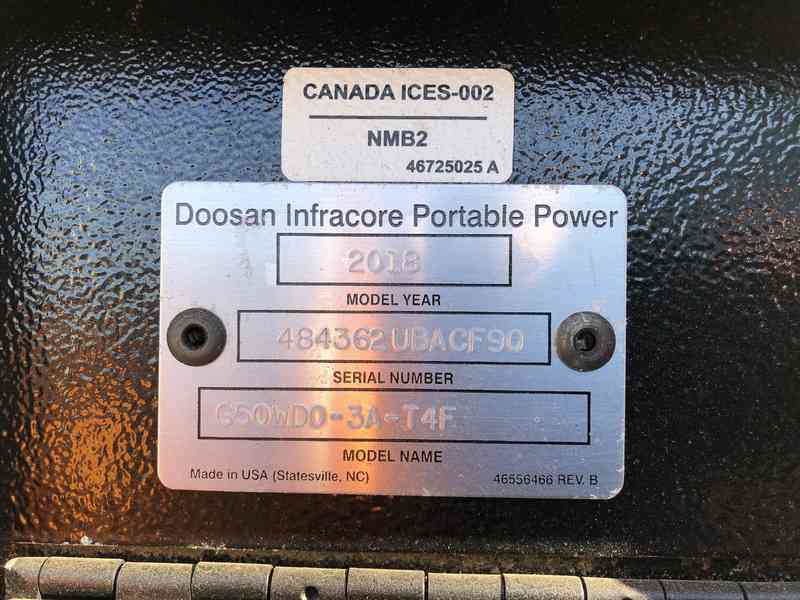 CANADA ICES-002
NMB2
46725025 A
Doosan Infracore Portable Power
2018
MODEL YEAR
484362UBACF90
SERIAL NUMBER
G50WDO-3A-T4F
MODEL NAME
Made in USA (Statesville, NC)
46556466 REV. B